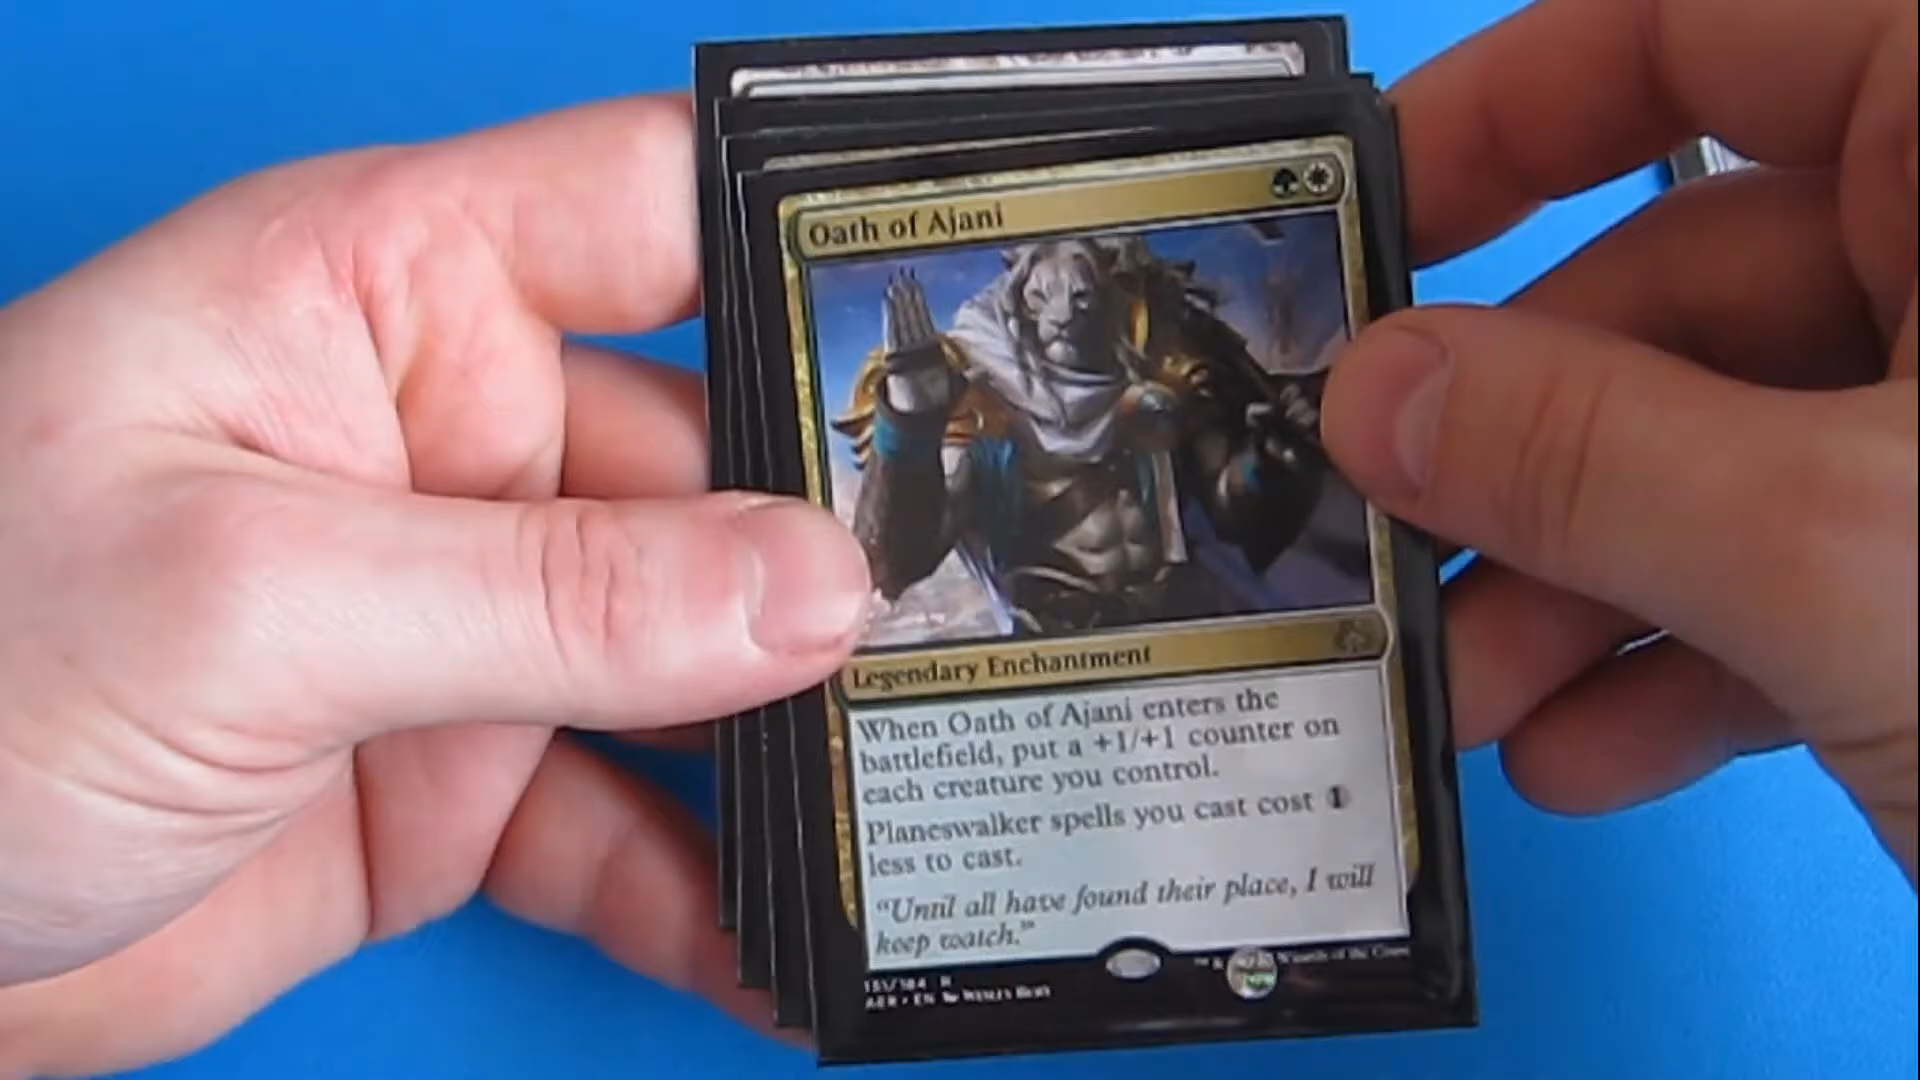 Oath of Ajani
Legendary Enchantment
When Oath of Ajani enters the
battlefield, put a +1/+1 counter on
each creature you control.
Planeswalker spells you cast cost 1
less to cast.
"Until all have found their place, I will
keep watch."
131/184 R
™ & Wizards of the Coast
AER • EN